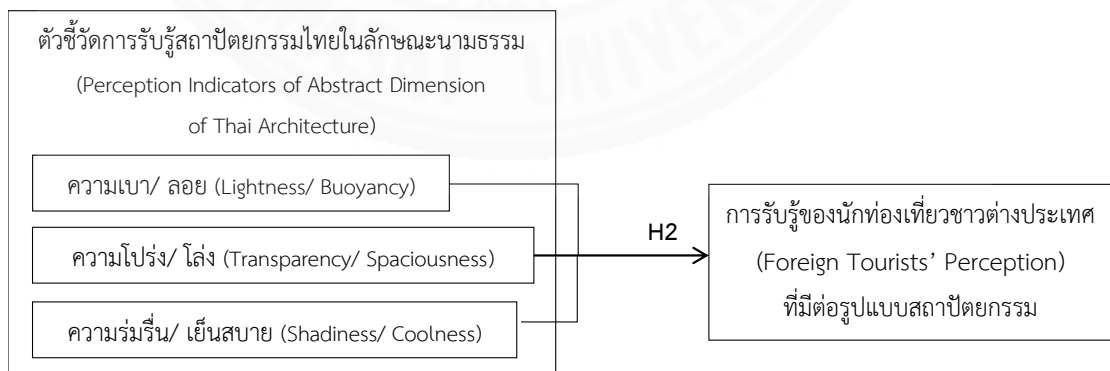 ตัวชี้วัดการรับรู้สถาปัตยกรรมไทยในลักษณะนามธรรม
(Perception Indicators of Abstract Dimension
of Thai Architecture)
ความเบา/ ลอย (Lightness/ Buoyancy)
ความโปร่ง/ โล่ง (Transparency/ Spaciousness)
ความร่มรื่น/ เย็นสบาย (Shadiness/ Coolness)
H2
การรับรู้ของนักท่องเที่ยวชาวต่างประเทศ
(Foreign Tourists’ Perception)
ที่มีต่อรูปแบบสถาปัตยกรรม